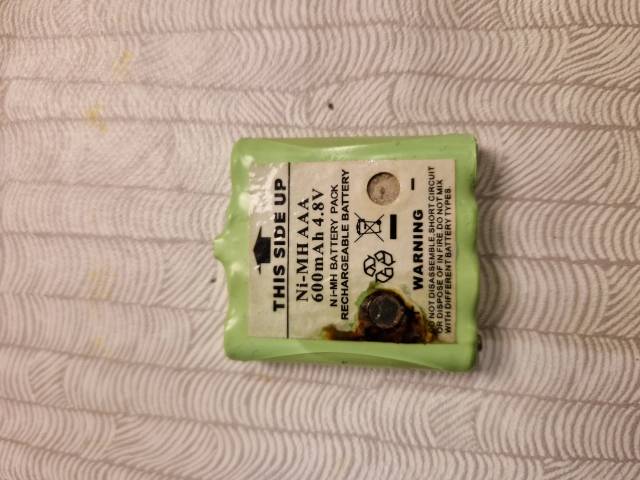 THIS SIDE UP
Ni-MH AAA
600mAh 4.8V
NI-MH BATTERY PACK
RECHARGEABLE BATTERY
WARNING
DO NOT DISASSEMBLE, SHORT CIRCUIT
OR DISPOSE OF IN FIRE. DO NOT MIX
WITH DIFFERENT BATTERY TYPES.